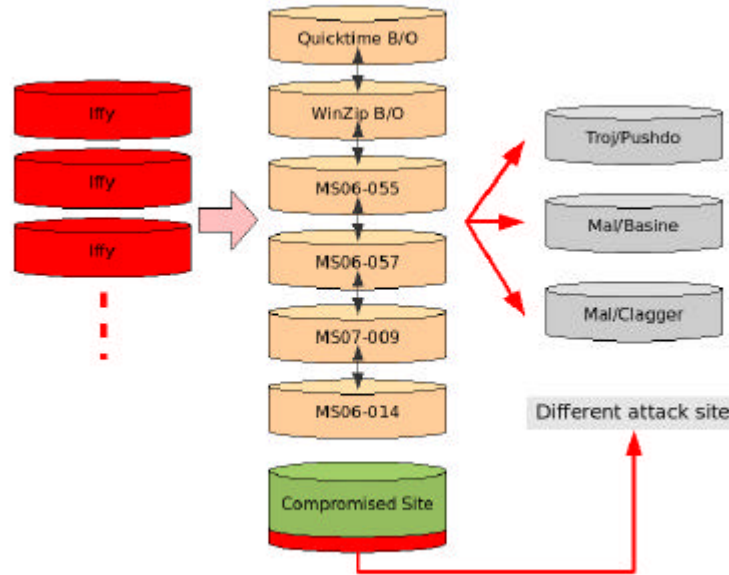 Iffy
Iffy
Iffy
Quicktime B/O
WinZip B/O
MS06-055
MS06-057
MS07-009
MS06-014
Compromised Site
Troj/Pushdo
Mal/Basine
Mal/Clagger
Different attack site